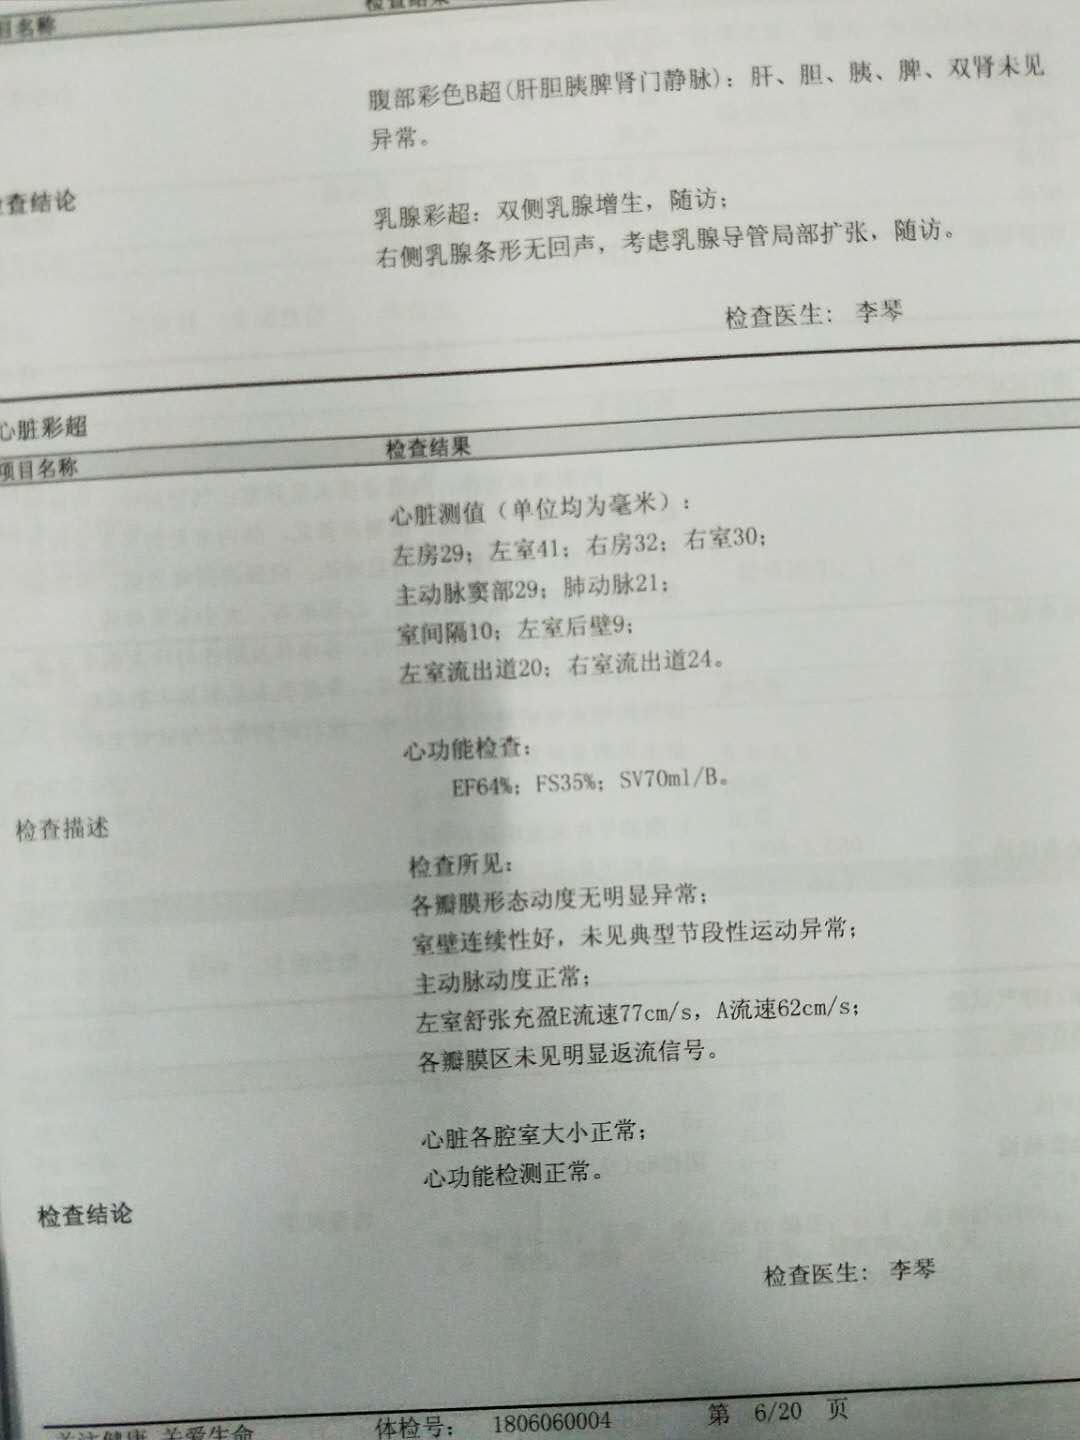 项目名称 检查结果
腹部彩色B超(肝胆胰脾肾门静脉)：肝、胆、胰、脾、双肾未见
异常。
检查结论
乳腺彩超：双侧乳腺增生，随访；
右侧乳腺条形无回声，考虑乳腺导管局部扩张，随访。
检查医生： 李琴
心脏彩超
项目名称 检查结果
心脏测值（单位均为毫米）：
左房29；左室41；右房32；右室30；
主动脉窦部29；肺动脉21；
室间隔10；左室后壁9；
左室流出道20；右室流出道24。
心功能检查：
EF64%；FS35%；SV70ml/B。
检查描述
检查所见：
各瓣膜形态动度无明显异常；
室壁连续性好，未见典型节段性运动异常；
主动脉动度正常；
左室舒张充盈E流速77cm/s，A流速62cm/s；
各瓣膜区未见明显返流信号。
心脏各腔室大小正常；
心功能检测正常。
检查结论
检查医生： 李琴
关注健康 关爱生命 体检号： 1806060004 第 6/20 页